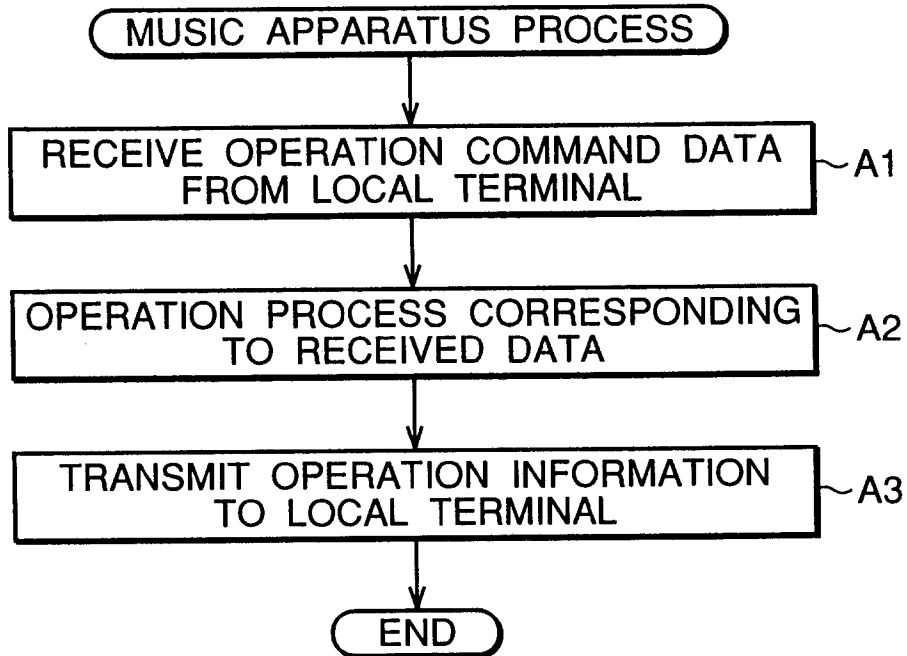 MUSIC APPARATUS PROCESS
RECEIVE OPERATION COMMAND DATA
FROM LOCAL TERMINAL
A1
OPERATION PROCESS CORRESPONDING
TO RECEIVED DATA
A2
TRANSMIT OPERATION INFORMATION
TO LOCAL TERMINAL
A3
END